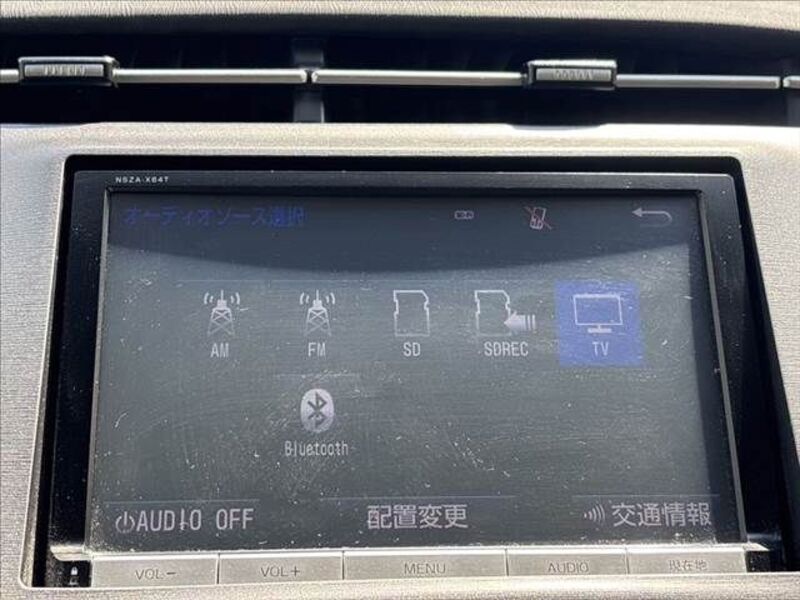 NSZA-X64T
オーディオソース選択
AM FM SD SDREC TV
Bluetooth
AUDIO OFF 配置変更 交通情報
VOL− VOL+ MENU AUDIO 現在地